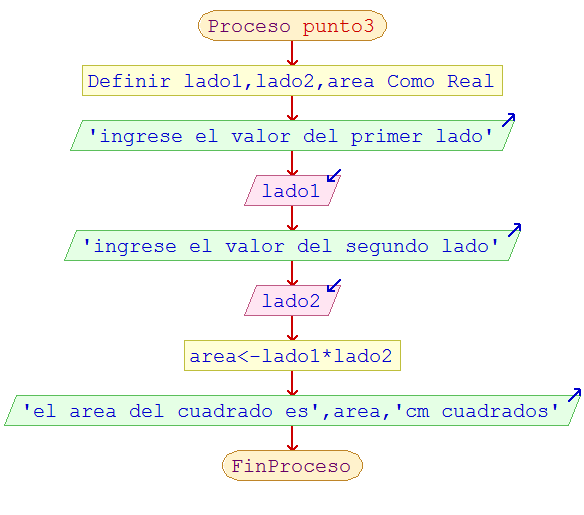 Proceso punto3
Definir lado1,lado2,area Como Real
'ingrese el valor del primer lado'
lado1
'ingrese el valor del segundo lado'
lado2
area<-lado1*lado2
'el area del cuadrado es',area,'cm cuadrados'
FinProceso